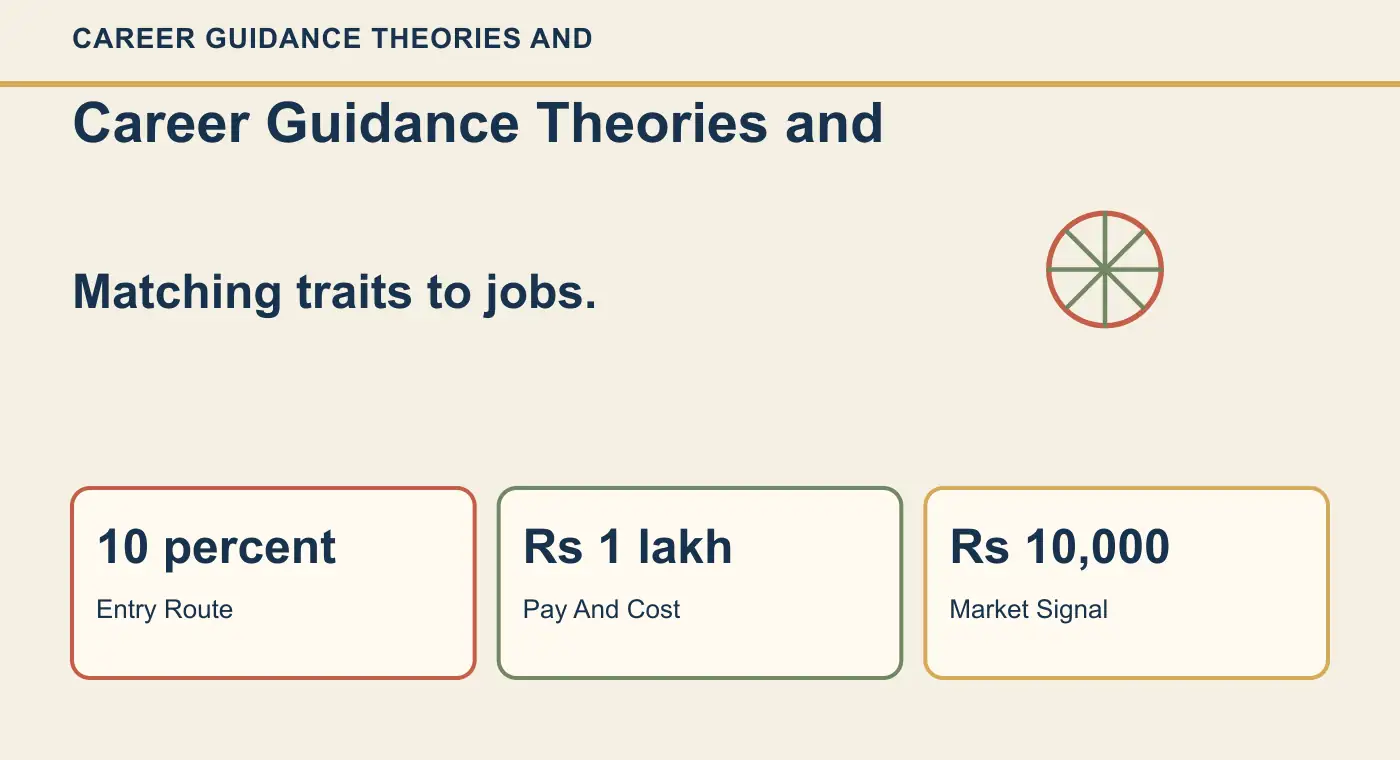 CAREER GUIDANCE THEORIES AND
Career Guidance Theories and
Matching traits to jobs.
10 percent
Entry Route
Rs 1 lakh
Pay And Cost
Rs 10,000
Market Signal